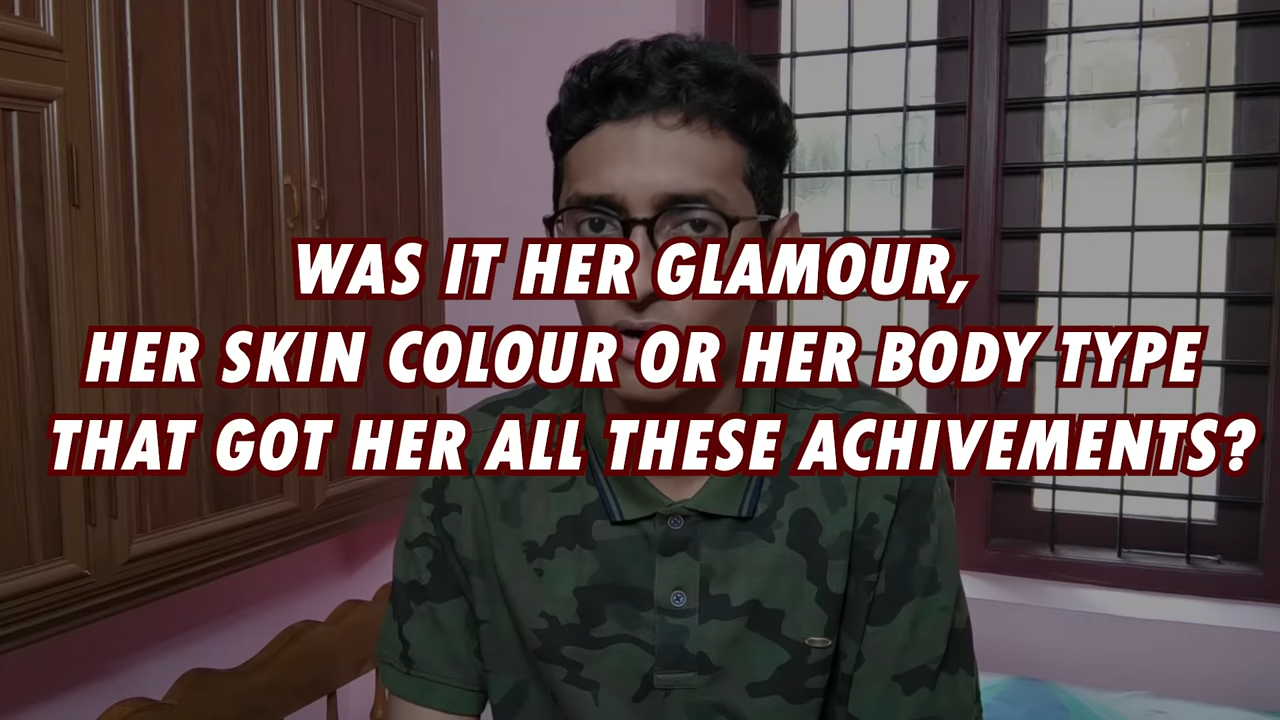 WAS IT HER GLAMOUR,
HER SKIN COLOUR OR HER BODY TYPE
THAT GOT HER ALL THESE ACHIVEMENTS?